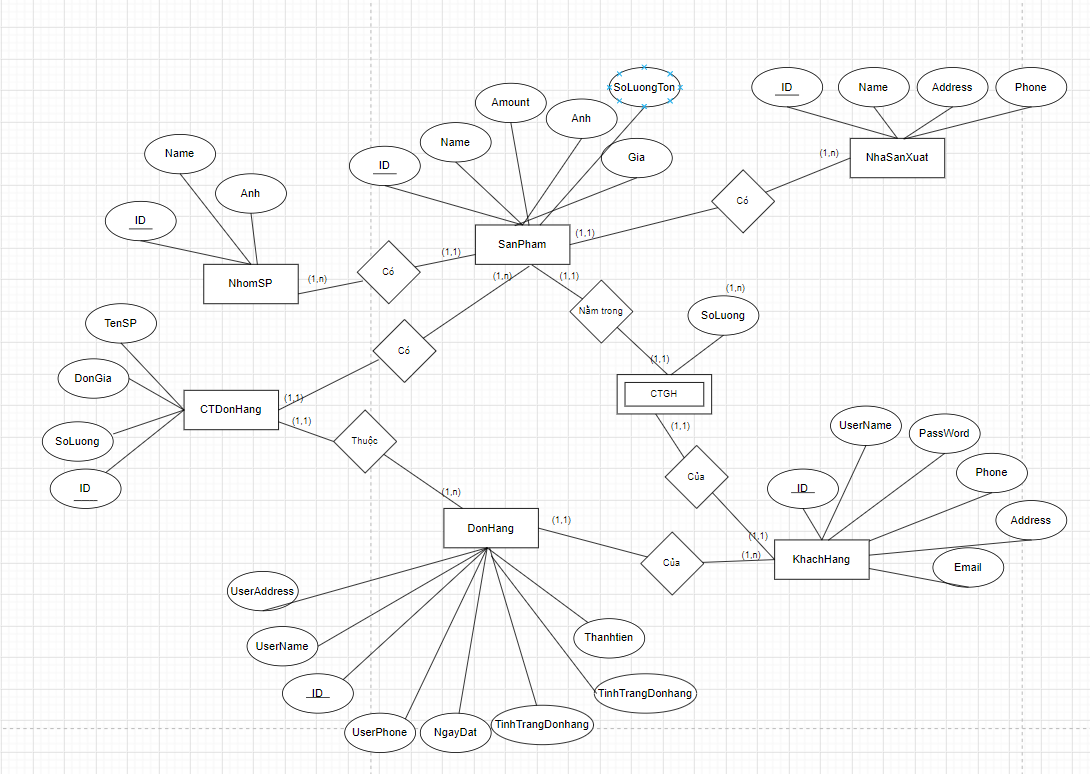 SoLuongTon
ID
Name
Address
Phone
Amount
Anh
Name
ID
Gia
NhaSanXuat
(1,n)
Name
Anh
ID
Có
SanPham
(1,1)
(1,1)
Có
NhomSP
(1,n)
(1,n)
(1,1)
(1,n)
Nằm trong
SoLuong
TenSP
Có
(1,1)
DonGia
CTGH
CTDonHang
(1,1)
(1,1)
(1,1)
SoLuong
Thuộc
UserName
PassWord
ID
(1,n)
Của
ID
Phone
DonHang
(1,1)
Address
(1,1)
(1,n)
Của
KhachHang
Email
UserAddress
UserName
Thanhtien
ID
TinhTrangDonhang
UserPhone
NgayDat
TinhTrangDonhang